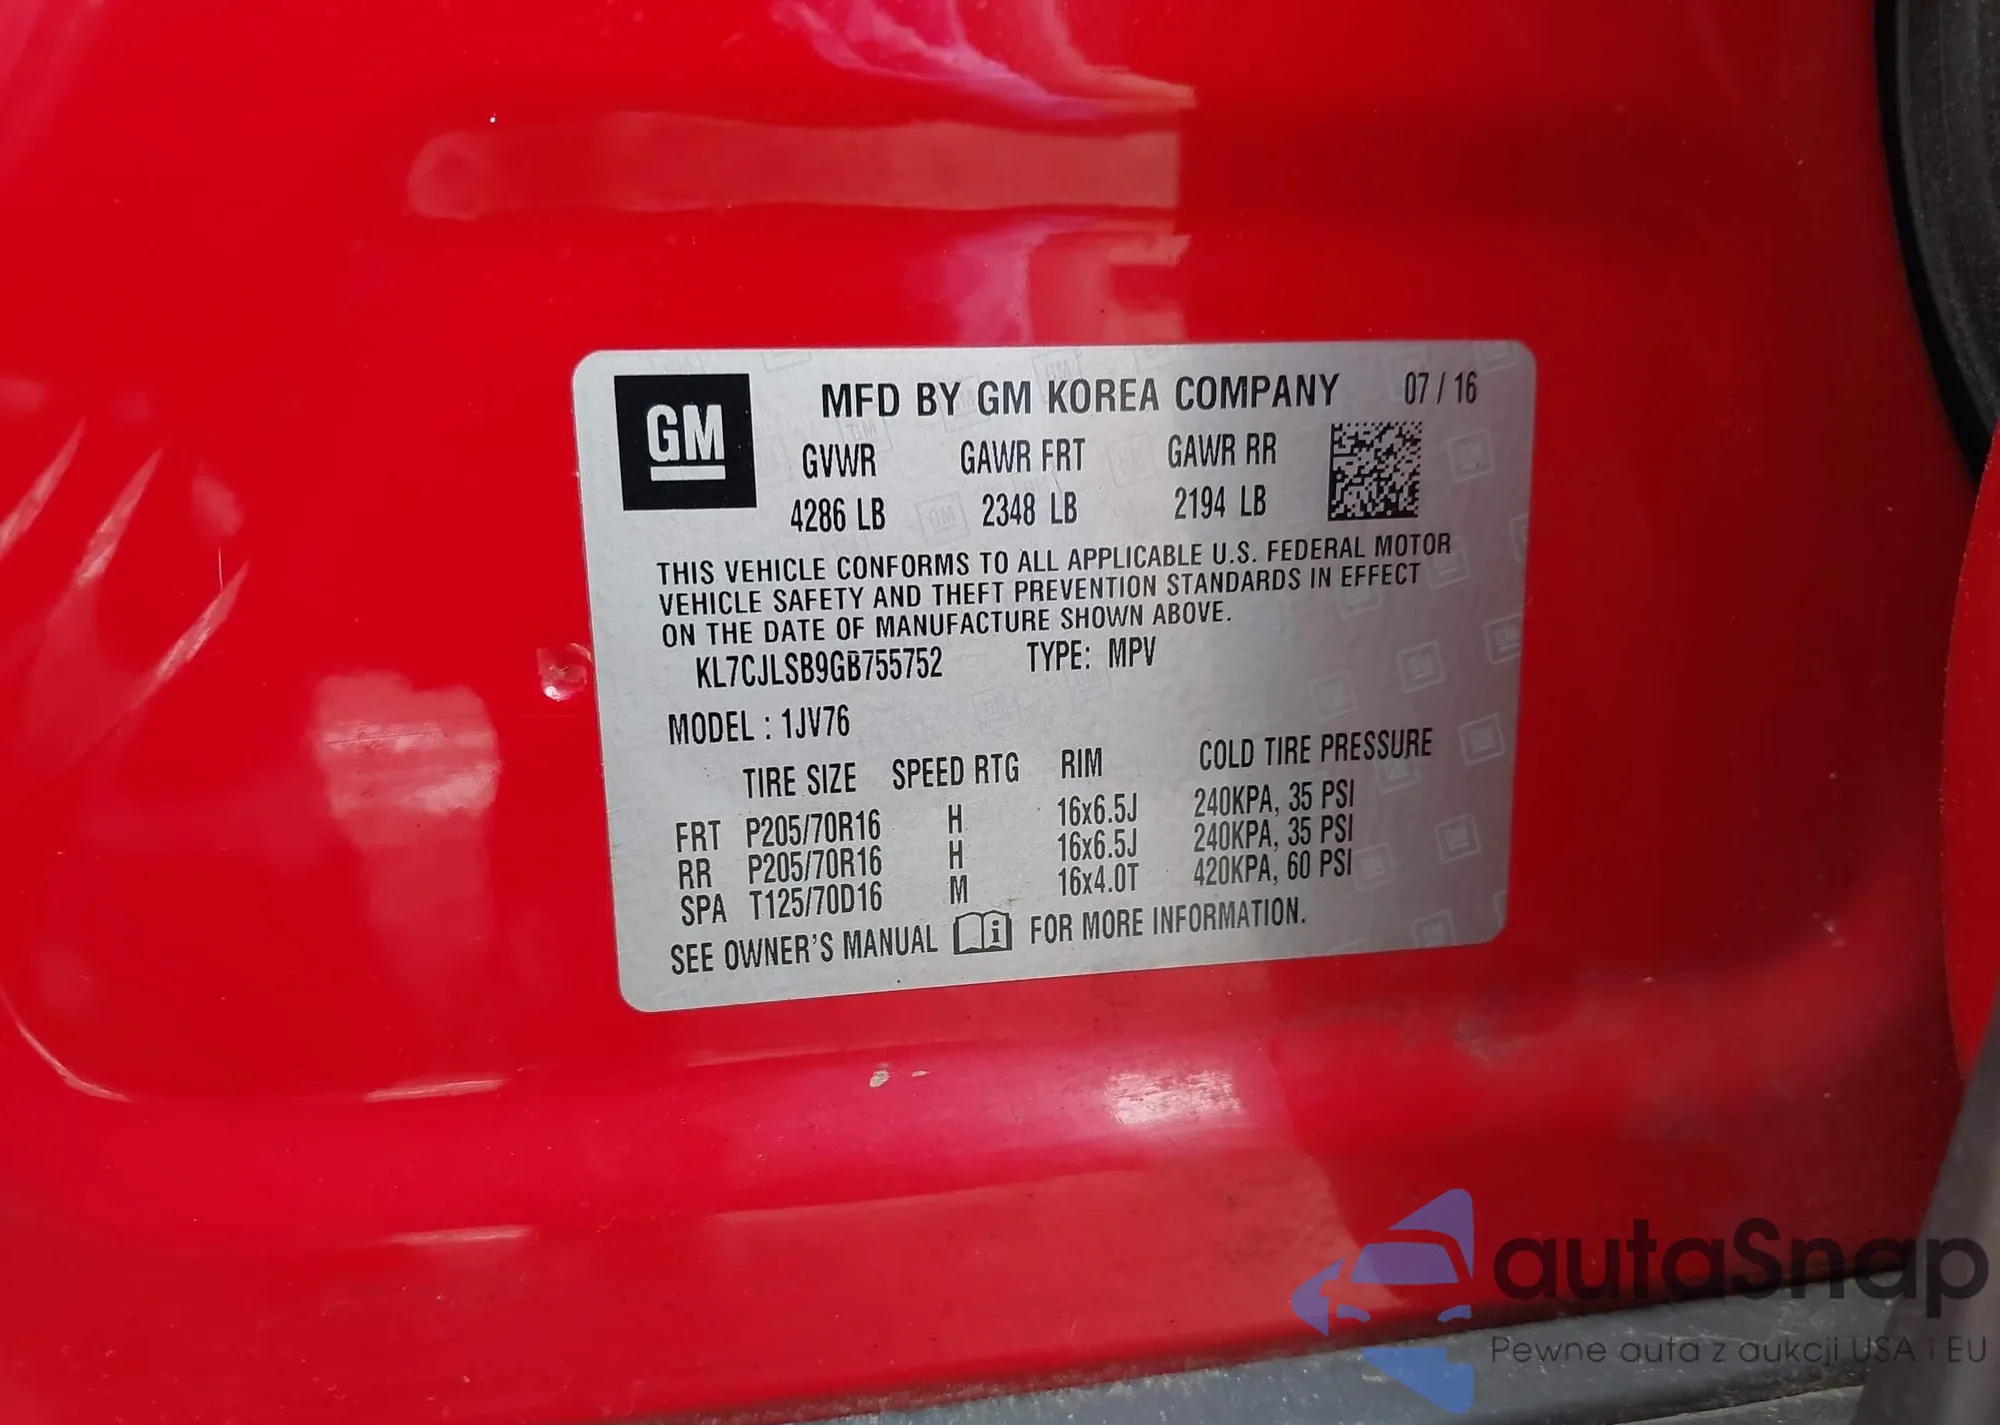 GM
MFD BY GM KOREA COMPANY 07 / 16
GVWR GAWR FRT GAWR RR
4286 LB 2348 LB 2194 LB
THIS VEHICLE CONFORMS TO ALL APPLICABLE U.S. FEDERAL MOTOR
VEHICLE SAFETY AND THEFT PREVENTION STANDARDS IN EFFECT
ON THE DATE OF MANUFACTURE SHOWN ABOVE.
KL7CJLSB9GB755752 TYPE: MPV
MODEL : 1JV76
TIRE SIZE SPEED RTG RIM COLD TIRE PRESSURE
FRT P205/70R16 H 16x6.5J 240KPA, 35 PSI
RR P205/70R16 H 16x6.5J 240KPA, 35 PSI
SPA T125/70D16 M 16x4.0T 420KPA, 60 PSI
SEE OWNER'S MANUAL i FOR MORE INFORMATION.
autaSnap
Pewne auta z aukcji USA i EU